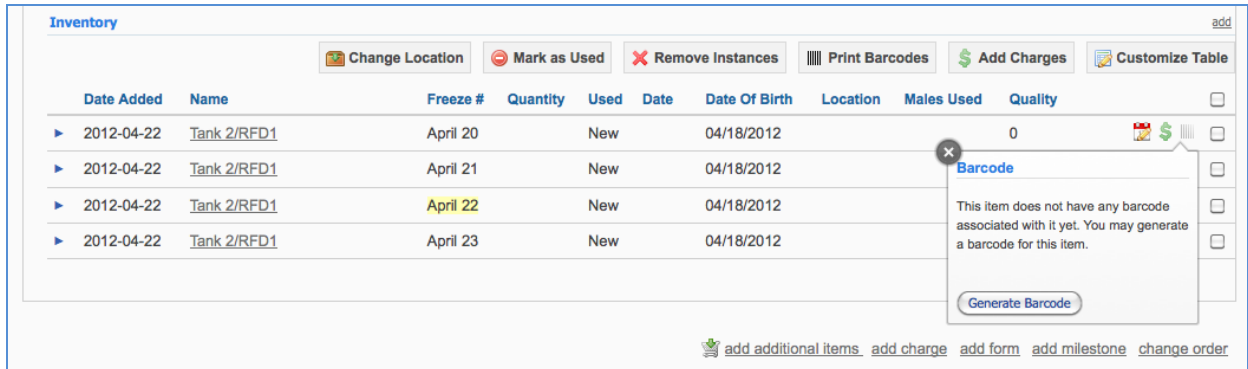 Inventory add
Change Location Mark as Used Remove Instances Print Barcodes Add Charges Customize Table
Date Added Name Freeze # Quantity Used Date Date Of Birth Location Males Used Quality
2012-04-22 Tank 2/RFD1 April 20 New 04/18/2012 0
2012-04-22 Tank 2/RFD1 April 21 New 04/18/2012
2012-04-22 Tank 2/RFD1 April 22 New 04/18/2012
2012-04-22 Tank 2/RFD1 April 23 New 04/18/2012
Barcode
This item does not have any barcode
associated with it yet. You may generate
a barcode for this item.
Generate Barcode
add additional items add charge add form add milestone change order